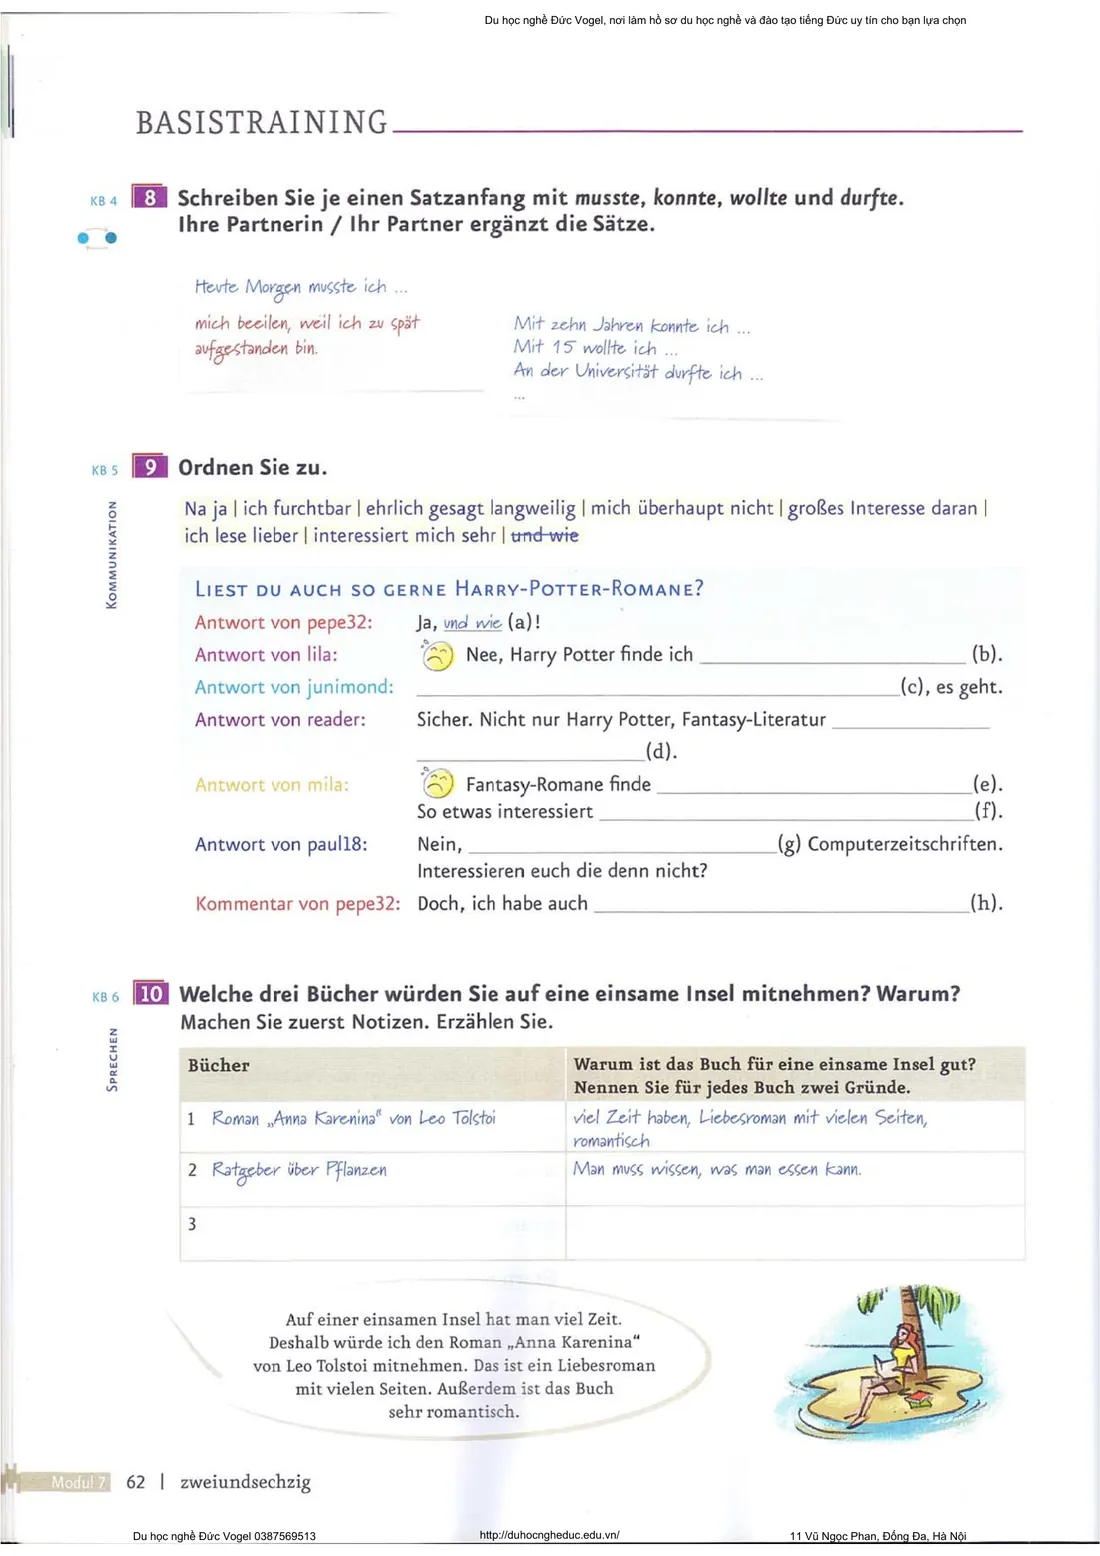 Du học nghề Đức Vogel, nơi làm hồ sơ du học nghề và đào tạo tiếng Đức uy tín cho bạn lựa chọn
BASISTRAINING
KB 4 8 Schreiben Sie je einen Satzanfang mit musste, konnte, wollte und durfte.
Ihre Partnerin / Ihr Partner ergänzt die Sätze.
Heute Morgen musste ich ...
mich beeilen, weil ich zu spät
aufgestanden bin.
Mit zehn Jahren konnte ich ...
Mit 15 wollte ich ...
An der Universität durfte ich ...
...
KB 5 9 Ordnen Sie zu.
KOMMUNIKATION
Na ja | ich furchtbar | ehrlich gesagt langweilig | mich überhaupt nicht | großes Interesse daran |
ich lese lieber | interessiert mich sehr | und wie
LIEST DU AUCH SO GERNE HARRY-POTTER-ROMANE?
Antwort von pepe32: Ja, und wie (a)!
Antwort von lila: Nee, Harry Potter finde ich ____ (b).
Antwort von junimond: ____ (c), es geht.
Antwort von reader: Sicher. Nicht nur Harry Potter, Fantasy-Literatur ____
____ (d).
Antwort von mila: Fantasy-Romane finde ____ (e).
So etwas interessiert ____ (f).
Antwort von paul18: Nein, ____ (g) Computerzeitschriften.
Interessieren euch die denn nicht?
Kommentar von pepe32: Doch, ich habe auch ____ (h).
KB 6 10 Welche drei Bücher würden Sie auf eine einsame Insel mitnehmen? Warum?
Machen Sie zuerst Notizen. Erzählen Sie.
SPRECHEN
Bücher
Warum ist das Buch für eine einsame Insel gut?
Nennen Sie für jedes Buch zwei Gründe.
1 Roman „Anna Karenina" von Leo Tolstoi
viel Zeit haben, Liebesroman mit vielen Seiten,
romantisch
2 Ratgeber über Pflanzen
Man muss wissen, was man essen kann.
3
Auf einer einsamen Insel hat man viel Zeit.
Deshalb würde ich den Roman „Anna Karenina"
von Leo Tolstoi mitnehmen. Das ist ein Liebesroman
mit vielen Seiten. Außerdem ist das Buch
sehr romantisch.
Modul 7 62 | zweiundsechzig
Du học nghề Đức Vogel 0387569513 http://duhocngheduc.edu.vn/ 11 Vũ Ngọc Phan, Đống Đa, Hà Nội